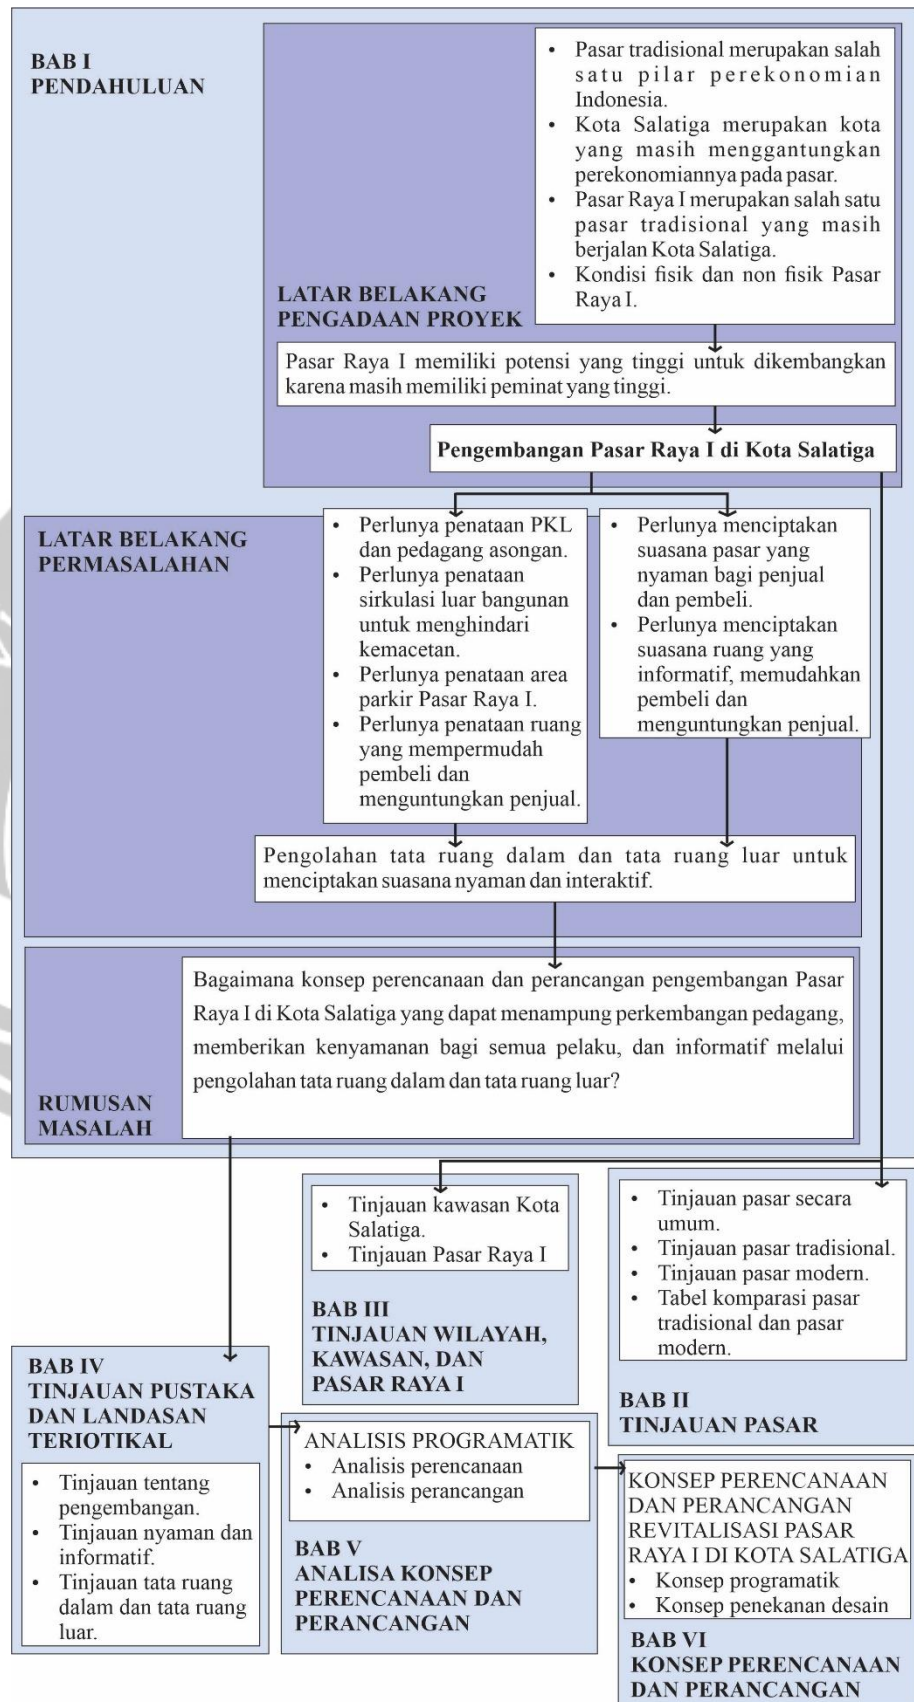 BAB I
PENDAHULUAN
• Pasar tradisional merupakan salah
satu pilar perekonomian
Indonesia.
• Kota Salatiga merupakan kota
yang masih menggantungkan
perekonomiannya pada pasar.
• Pasar Raya I merupakan salah satu
pasar tradisional yang masih
berjalan Kota Salatiga.
• Kondisi fisik dan non fisik Pasar
Raya I.
LATAR BELAKANG
PENGADAAN PROYEK
Pasar Raya I memiliki potensi yang tinggi untuk dikembangkan
karena masih memiliki peminat yang tinggi.
Pengembangan Pasar Raya I di Kota Salatiga
LATAR BELAKANG
PERMASALAHAN
• Perlunya penataan PKL
dan pedagang asongan.
• Perlunya penataan
sirkulasi luar bangunan
untuk menghindari
kemacetan.
• Perlunya penataan area
parkir Pasar Raya I.
• Perlunya penataan ruang
yang mempermudah
pembeli dan
menguntungkan penjual.
• Perlunya menciptakan
suasana pasar yang
nyaman bagi penjual
dan pembeli.
• Perlunya menciptakan
suasana ruang yang
informatif, memudahkan
pembeli dan
menguntungkan penjual.
Pengolahan tata ruang dalam dan tata ruang luar untuk
menciptakan suasana nyaman dan interaktif.
Bagaimana konsep perencanaan dan perancangan pengembangan Pasar
Raya I di Kota Salatiga yang dapat menampung perkembangan pedagang,
memberikan kenyamanan bagi semua pelaku, dan informatif melalui
pengolahan tata ruang dalam dan tata ruang luar?
RUMUSAN
MASALAH
• Tinjauan kawasan Kota
Salatiga.
• Tinjauan Pasar Raya I
BAB III
TINJAUAN WILAYAH,
KAWASAN, DAN
PASAR RAYA I
• Tinjauan pasar secara
umum.
• Tinjauan pasar tradisional.
• Tinjauan pasar modern.
• Tabel komparasi pasar
tradisional dan pasar
modern.
BAB II
TINJAUAN PASAR
BAB IV
TINJAUAN PUSTAKA
DAN LANDASAN
TERIOTIKAL
• Tinjauan tentang
pengembangan.
• Tinjauan nyaman dan
informatif.
• Tinjauan tata ruang
dalam dan tata ruang
luar.
ANALISIS PROGRAMATIK
• Analisis perencanaan
• Analisis perancangan
BAB V
ANALISA KONSEP
PERENCANAAN DAN
PERANCANGAN
KONSEP PERENCANAAN
DAN PERANCANGAN
REVITALISASI PASAR
RAYA I DI KOTA SALATIGA
• Konsep programatik
• Konsep penekanan desain
BAB VI
KONSEP PERENCANAAN
DAN PERANCANGAN